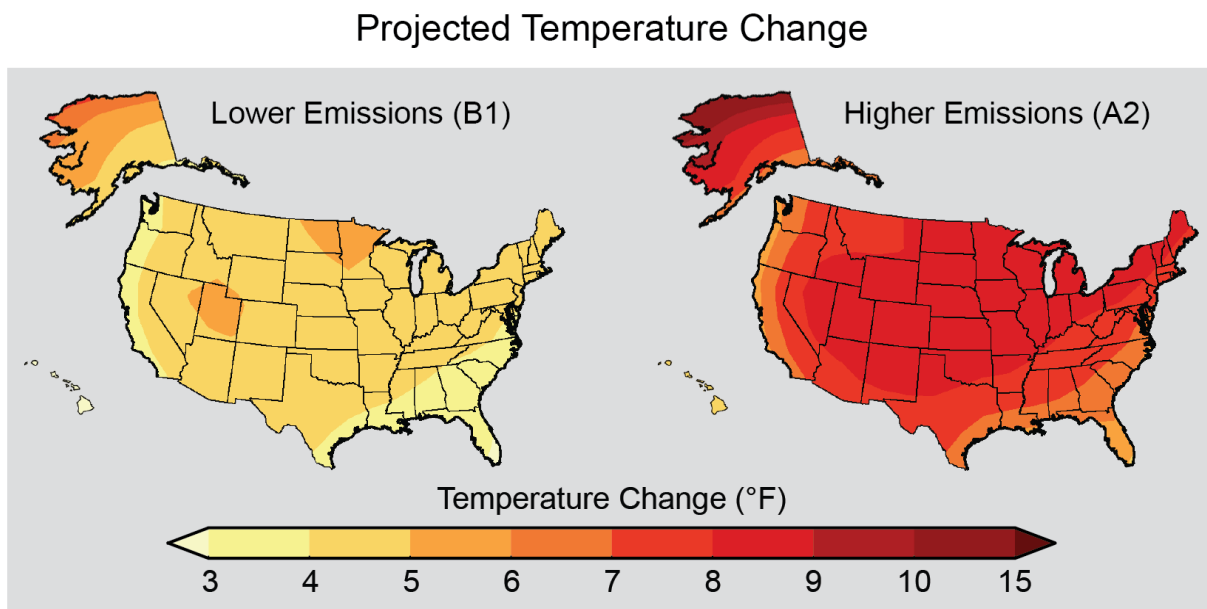 Projected Temperature Change
Lower Emissions (B1)
Higher Emissions (A2)
Temperature Change (°F)
3 4 5 6 7 8 9 10 15